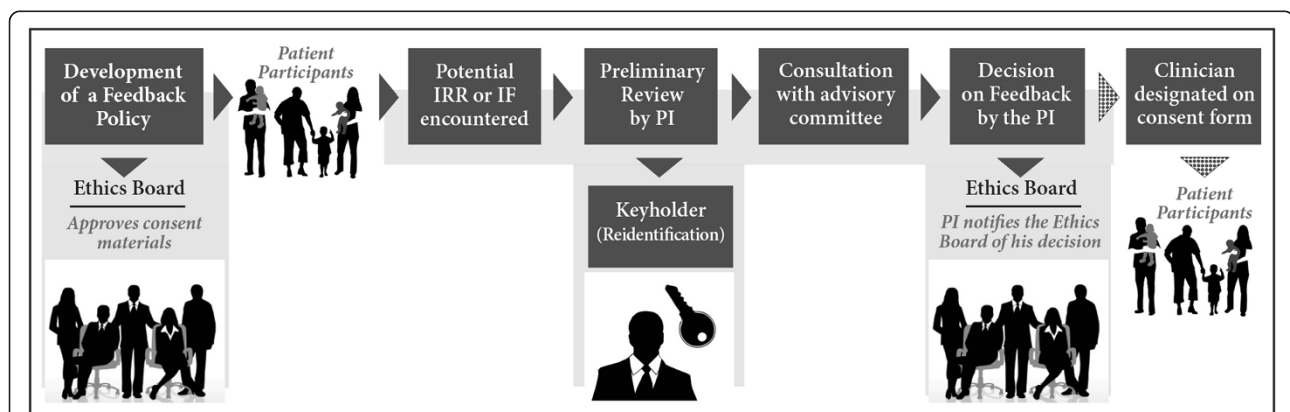 Development
of a Feedback
Policy
Patient
Participants
Potential
IRR or IF
encountered
Preliminary
Review
by PI
Consultation
with advisory
committee
Decision
on Feedback
by the PI
Clinician
designated on
consent form
Ethics Board
Approves consent
materials
Keyholder
(Reidentification)
Ethics Board
PI notifies the Ethics
Board of his decision
Patient
Participants